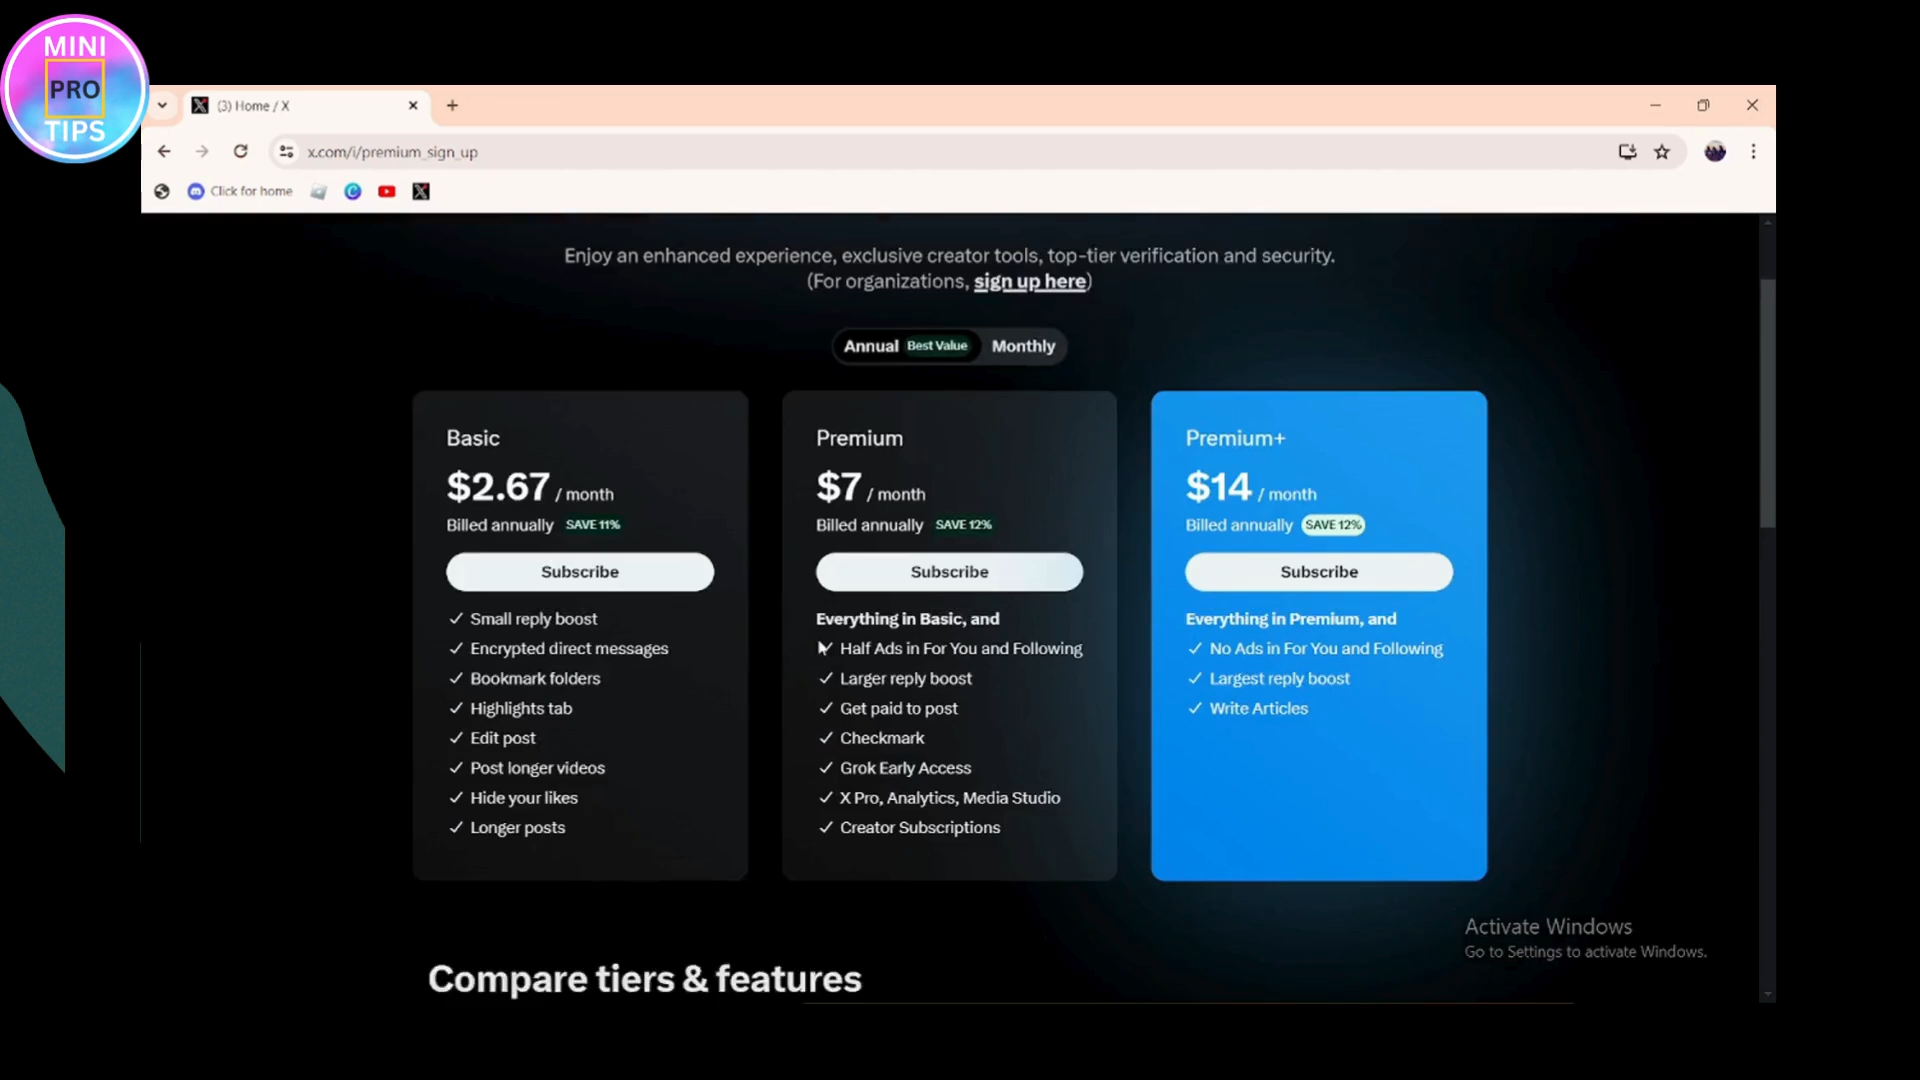 MINI
PRO
TIPS
(3) Home / X
x.com/i/premium_sign_up
Click for home
Enjoy an enhanced experience, exclusive creator tools, top-tier verification and security.
(For organizations, sign up here)
Annual Best Value Monthly
Basic
$2.67 / month
Billed annually SAVE 11%
Subscribe
Small reply boost
Encrypted direct messages
Bookmark folders
Highlights tab
Edit post
Post longer videos
Hide your likes
Longer posts
Premium
$7 / month
Billed annually SAVE 12%
Subscribe
Everything in Basic, and
Half Ads in For You and Following
Larger reply boost
Get paid to post
Checkmark
Grok Early Access
X Pro, Analytics, Media Studio
Creator Subscriptions
Premium+
$14 / month
Billed annually SAVE 12%
Subscribe
Everything in Premium, and
No Ads in For You and Following
Largest reply boost
Write Articles
Activate Windows
Go to Settings to activate Windows.
Compare tiers & features